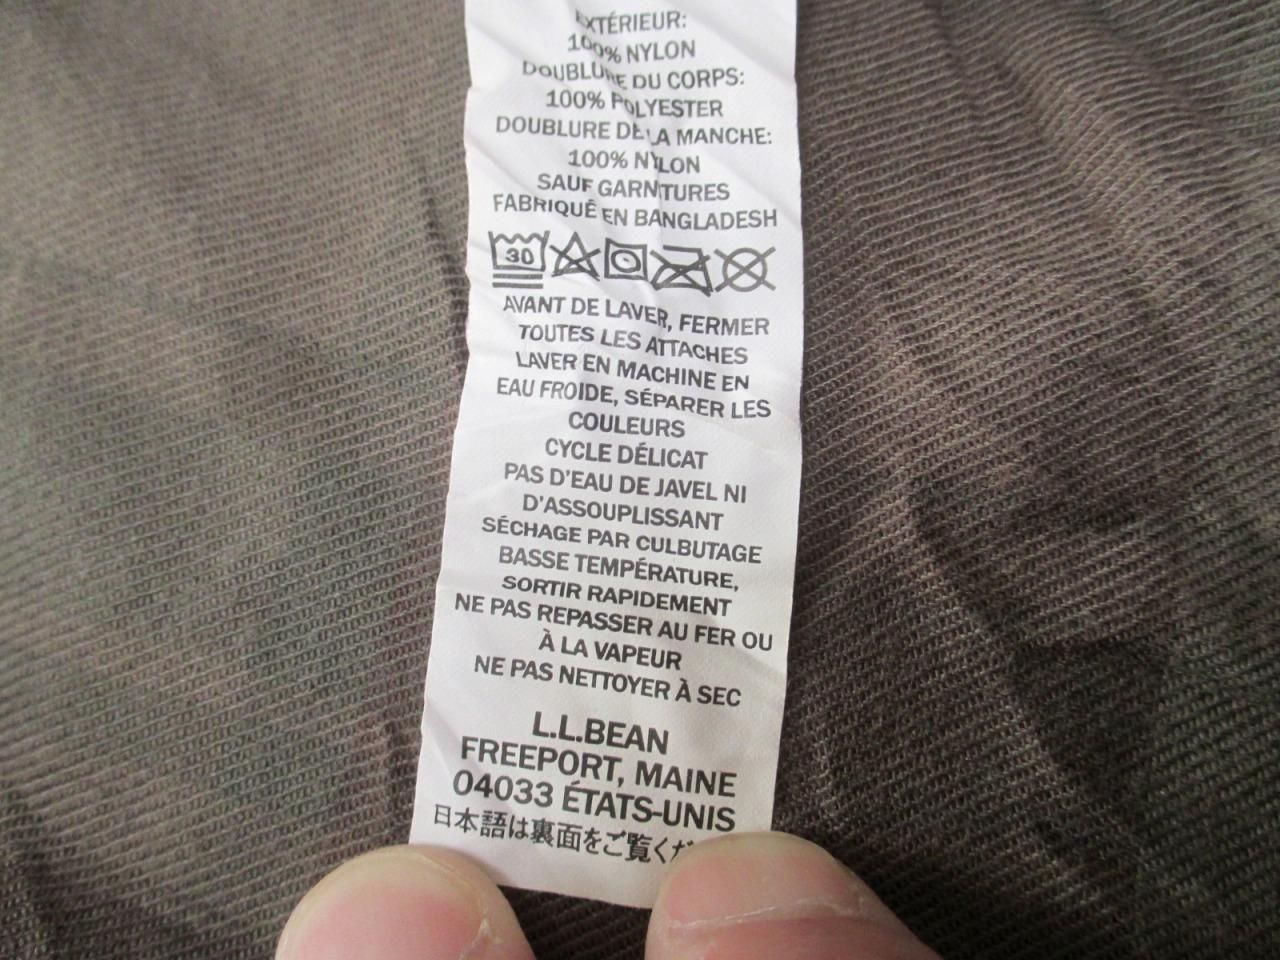 EXTÉRIEUR:
100% NYLON
DOUBLURE DU CORPS:
100% POLYESTER
DOUBLURE DE LA MANCHE:
100% NYLON
SAUF GARNITURES
FABRIQUÉ EN BANGLADESH
30
AVANT DE LAVER, FERMER
TOUTES LES ATTACHES
LAVER EN MACHINE EN
EAU FROIDE, SÉPARER LES
COULEURS
CYCLE DÉLICAT
PAS D'EAU DE JAVEL NI
D'ASSOUPLISSANT
SÉCHAGE PAR CULBUTAGE
BASSE TEMPÉRATURE,
SORTIR RAPIDEMENT
NE PAS REPASSER AU FER OU
À LA VAPEUR
NE PAS NETTOYER À SEC
L.L.BEAN
FREEPORT, MAINE
04033 ÉTATS-UNIS
日本語は裏面をご覧くだ